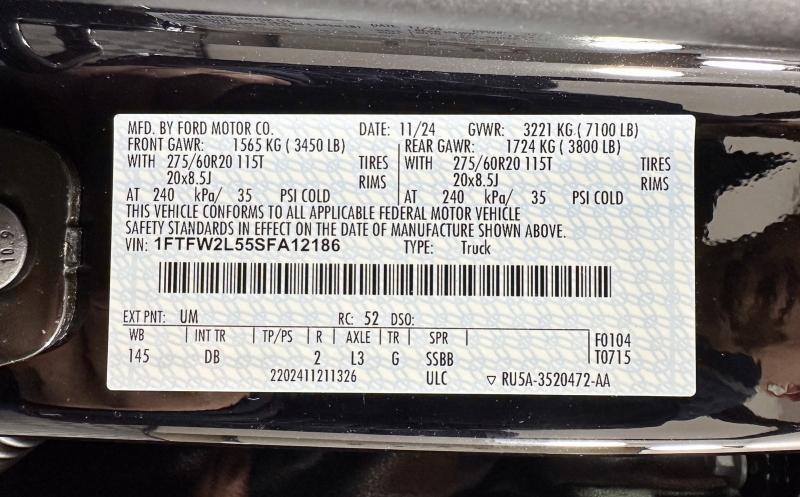 MFD. BY FORD MOTOR CO. DATE: 11/24 GVWR: 3221 KG ( 7100 LB)
FRONT GAWR: 1565 KG ( 3450 LB) REAR GAWR: 1724 KG ( 3800 LB)
WITH 275/60R20 115T TIRES WITH 275/60R20 115T TIRES
20x8.5J RIMS 20x8.5J RIMS
AT 240 kPa/ 35 PSI COLD AT 240 kPa/ 35 PSI COLD
THIS VEHICLE CONFORMS TO ALL APPLICABLE FEDERAL MOTOR VEHICLE
SAFETY STANDARDS IN EFFECT ON THE DATE OF MANUFACTURE SHOWN ABOVE.
VIN: 1FTFW2L55SFA12186 TYPE: Truck
EXT PNT: UM RC: 52 DSO:
WB INT TR TP/PS R AXLE TR SPR F0104
145 DB 2 L3 G SSBB T0715
2202411211326 ULC ▽ RU5A-3520472-AA
10.9